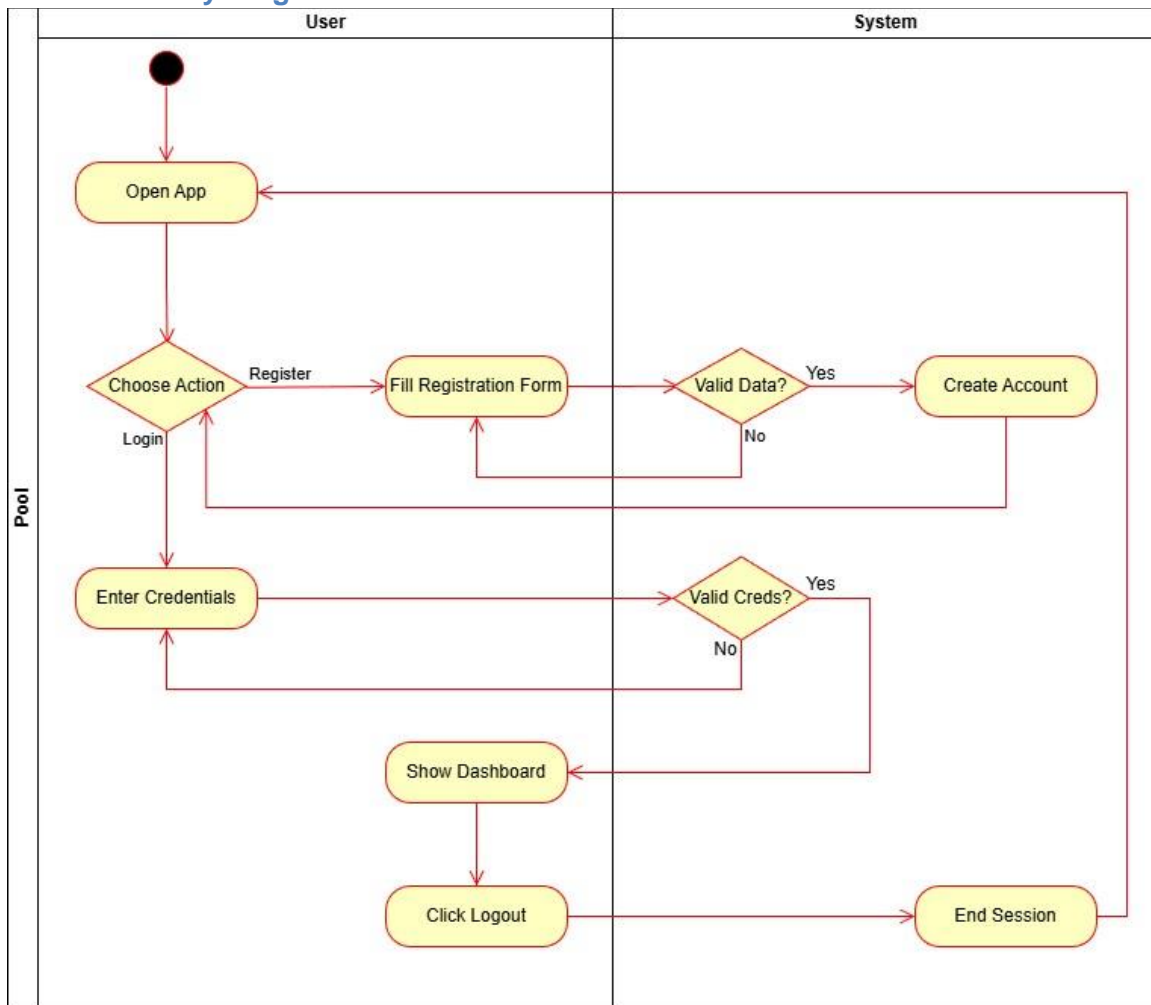 User
System
Pool
Open App
Choose Action
Register
Fill Registration Form
Valid Data?
Yes
Create Account
No
Login
Enter Credentials
Valid Creds?
Yes
No
Show Dashboard
Click Logout
End Session